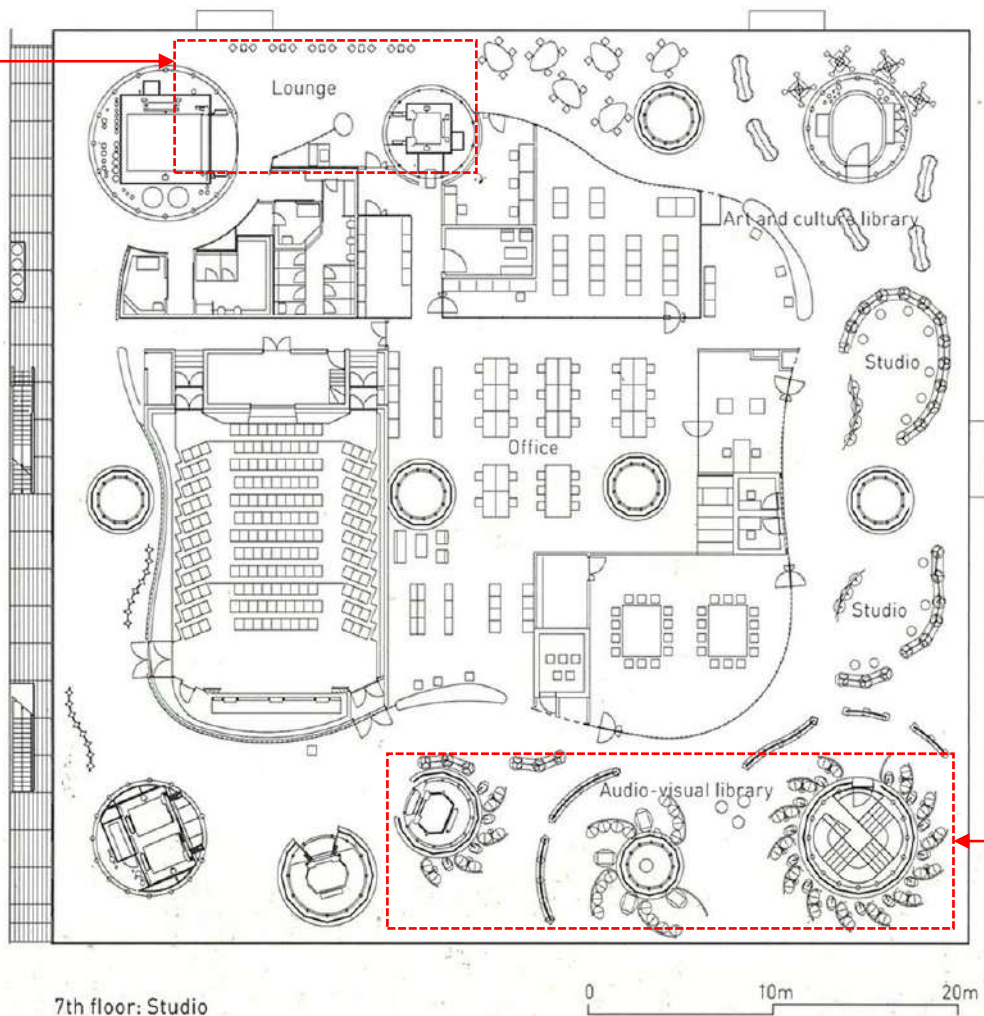 Lounge
Art and culture library
Studio
Office
Studio
Audio-visual library
7th floor: Studio
0 10m 20m